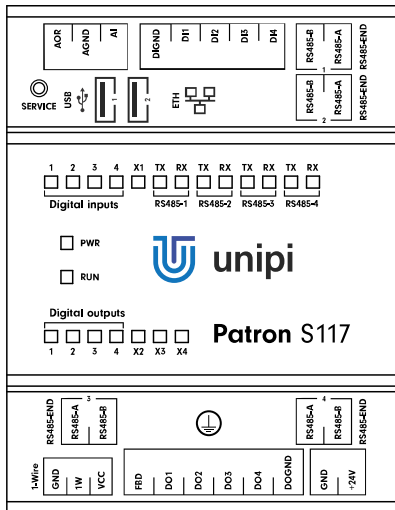 AOR AGND AI DIGND DI1 DI2 DI3 DI4 RS485-B RS485-A RS485-END
1
SERVICE USB 1 2 ETH RS485-B RS485-A RS485-END
2
1 2 3 4 X1 TX RX TX RX TX RX TX RX
Digital inputs RS485-1 RS485-2 RS485-3 RS485-4
PWR
RUN
unipi
Digital outputs
Patron S117
1 2 3 4 X2 X3 X4
3 4
RS485-END RS485-A RS485-B RS485-A RS485-B RS485-END
1-Wire GND 1W VCC FBD DO1 DO2 DO3 DO4 DOGND GND +24V